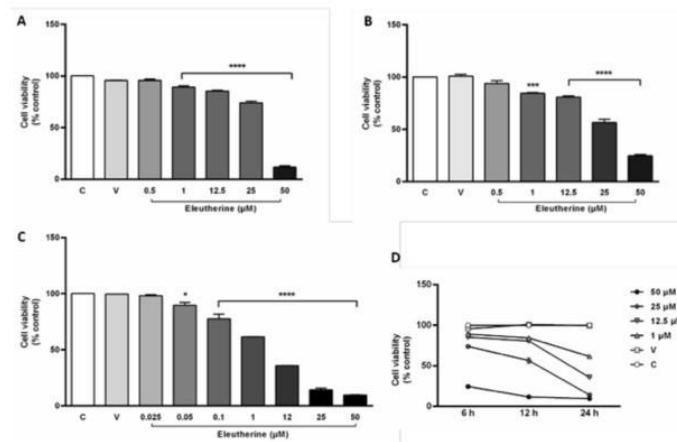 A
150
100
50
0
Cell viability
(% control)
****
C V 0.5 1 12.5 25 50
Eleutherine (µM)
B
150
100
50
0
Cell viability
(% control)
***
****
C V 0.5 1 12.5 25 50
Eleutherine (µM)
C
150
100
50
0
Cell viability
(% control)
*
****
C V 0.025 0.05 0.1 1 12 25 50
Eleutherine (µM)
D
150
100
50
0
Cell viability
(% control)
6 h 12 h 24 h
50 µM
25 µM
12.5 µ
1 µM
V
C